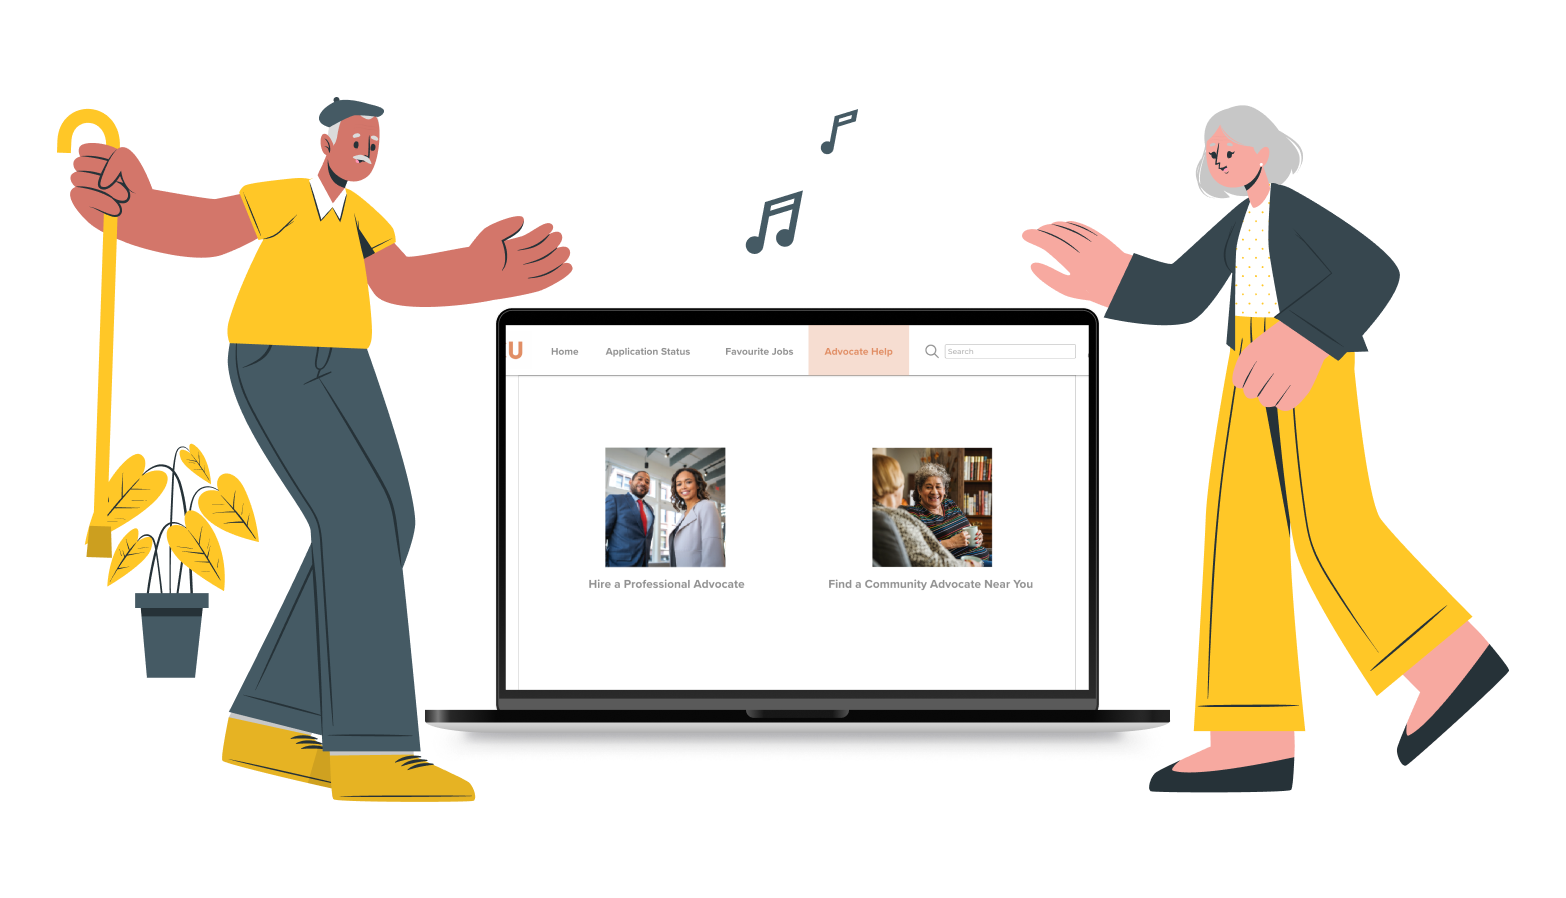 U
Home
Application Status
Favourite Jobs
Advocate Help
Search
Hire a Professional Advocate
Find a Community Advocate Near You